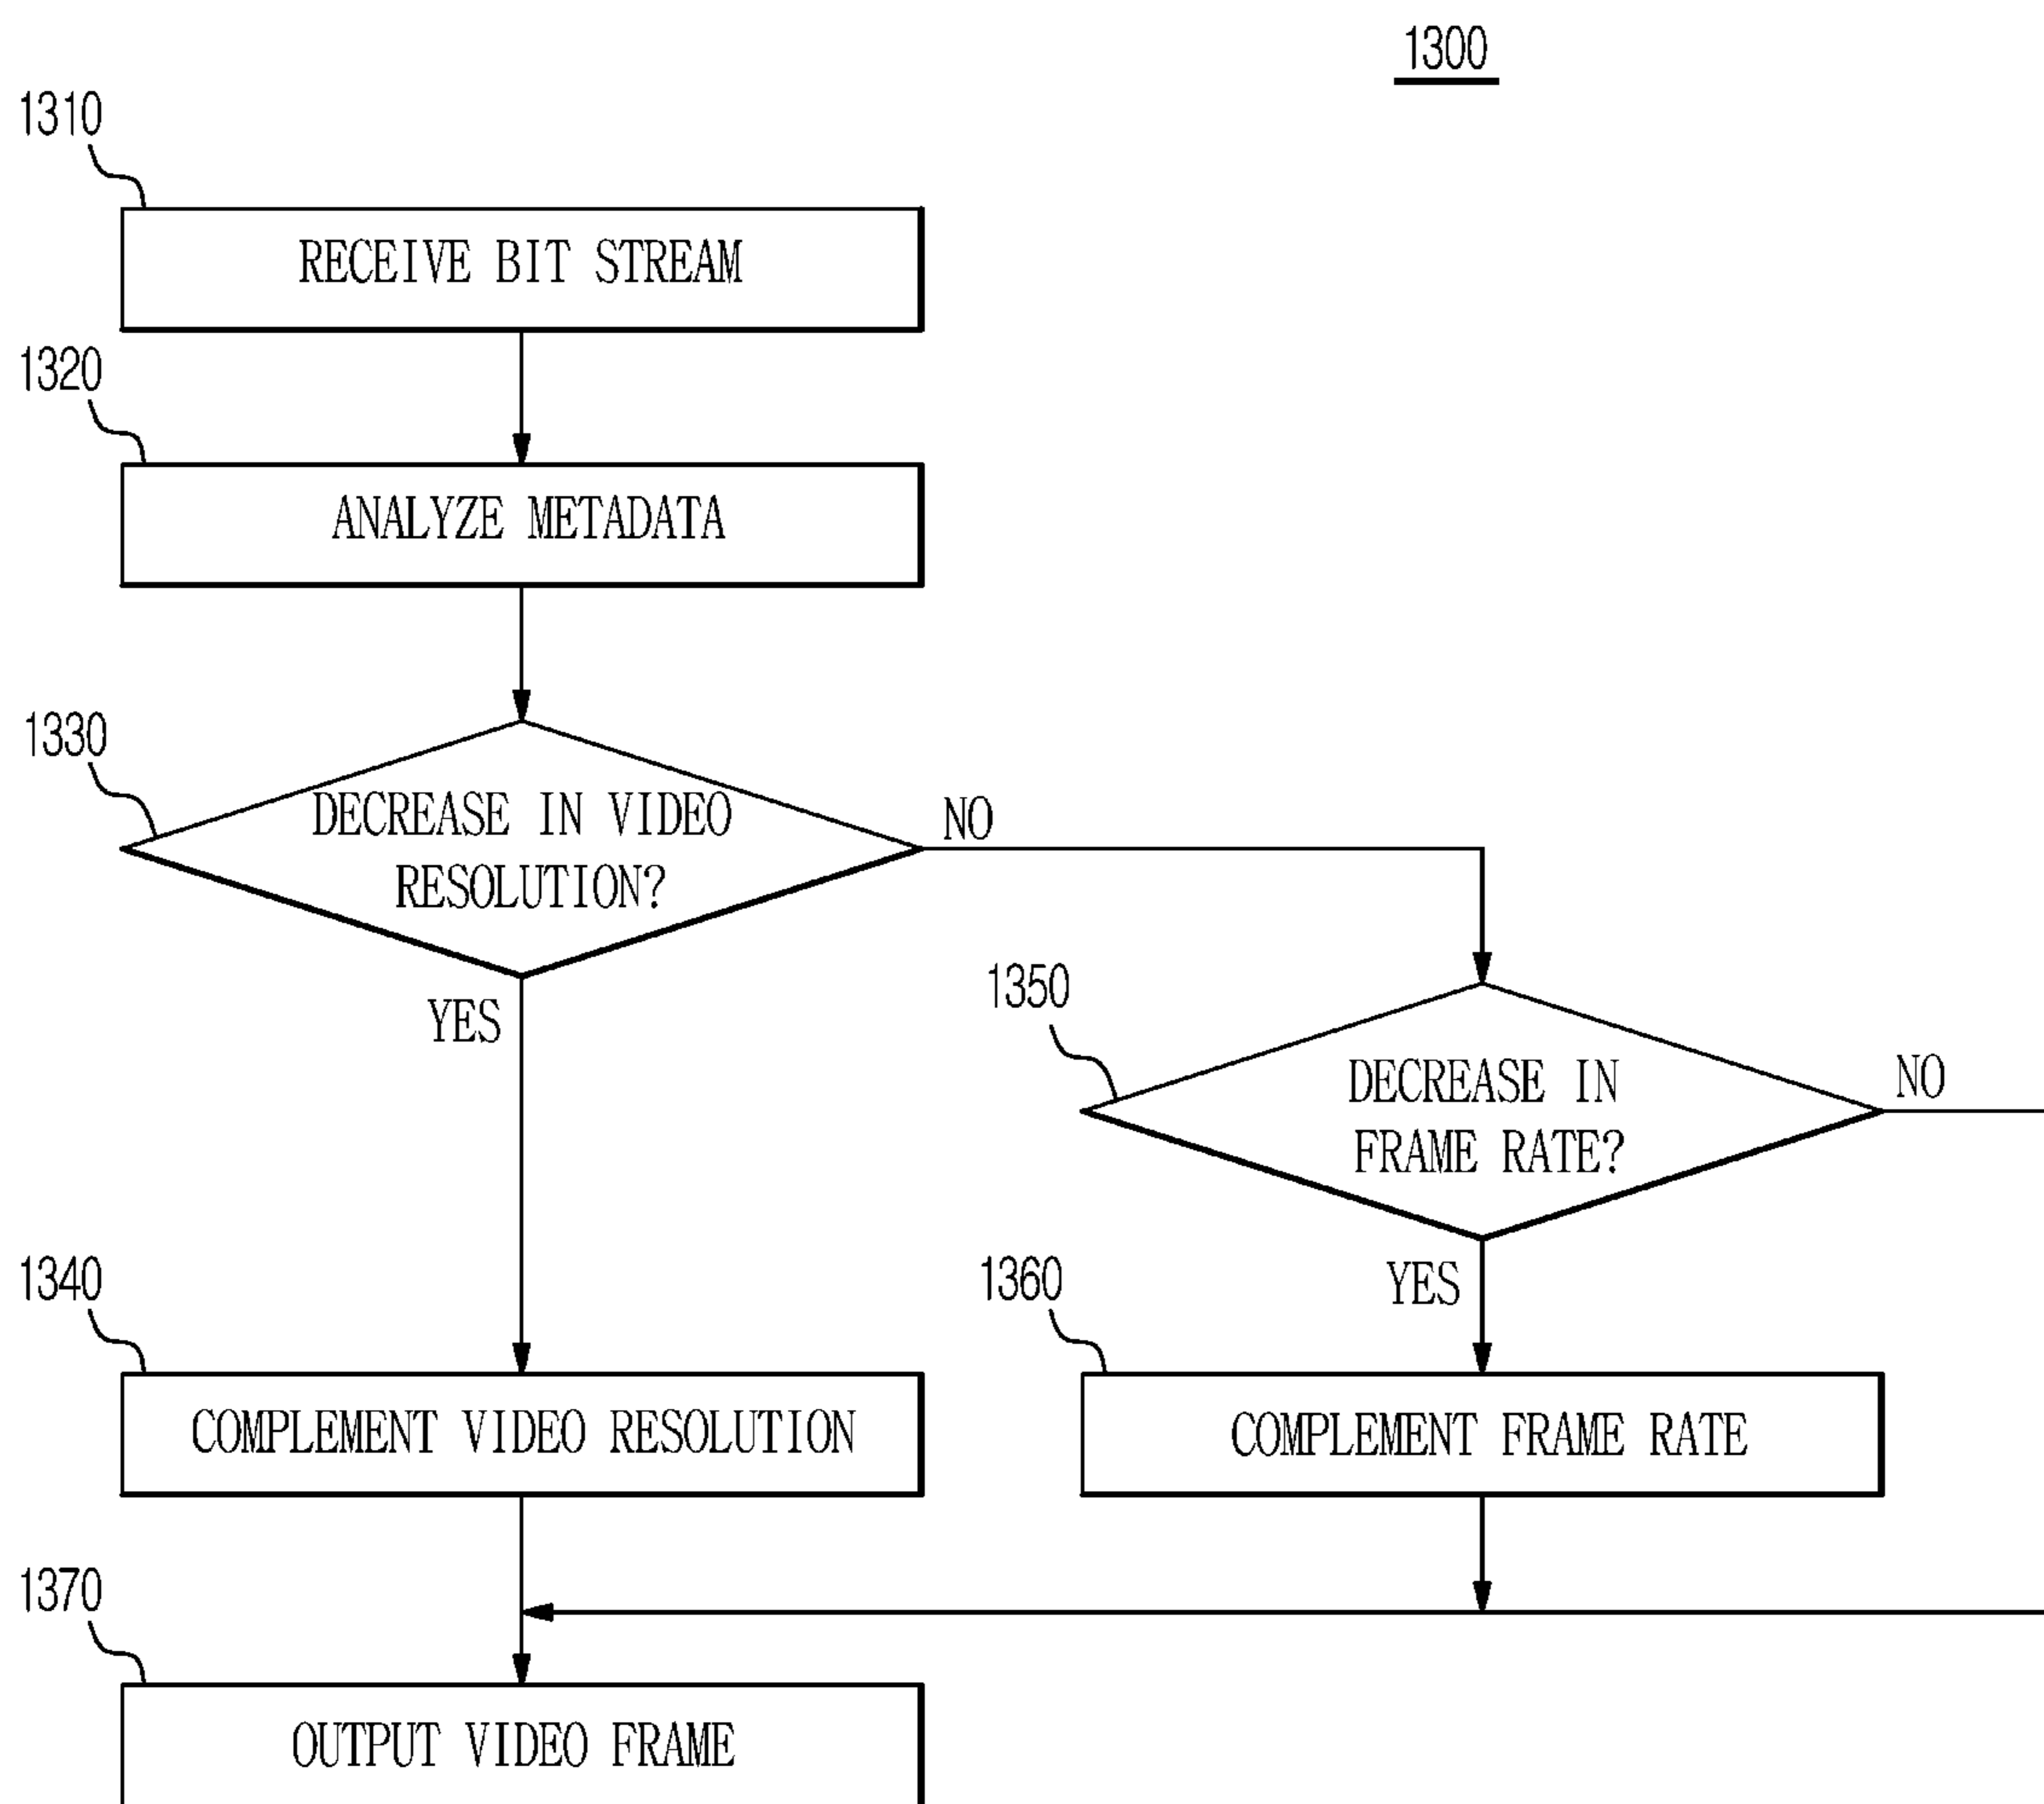 1300
1310
RECEIVE BIT STREAM
1320
ANALYZE METADATA
1330
DECREASE IN VIDEO
RESOLUTION?
NO
YES
1350
DECREASE IN
FRAME RATE?
NO
YES
1340
COMPLEMENT VIDEO RESOLUTION
1360
COMPLEMENT FRAME RATE
1370
OUTPUT VIDEO FRAME